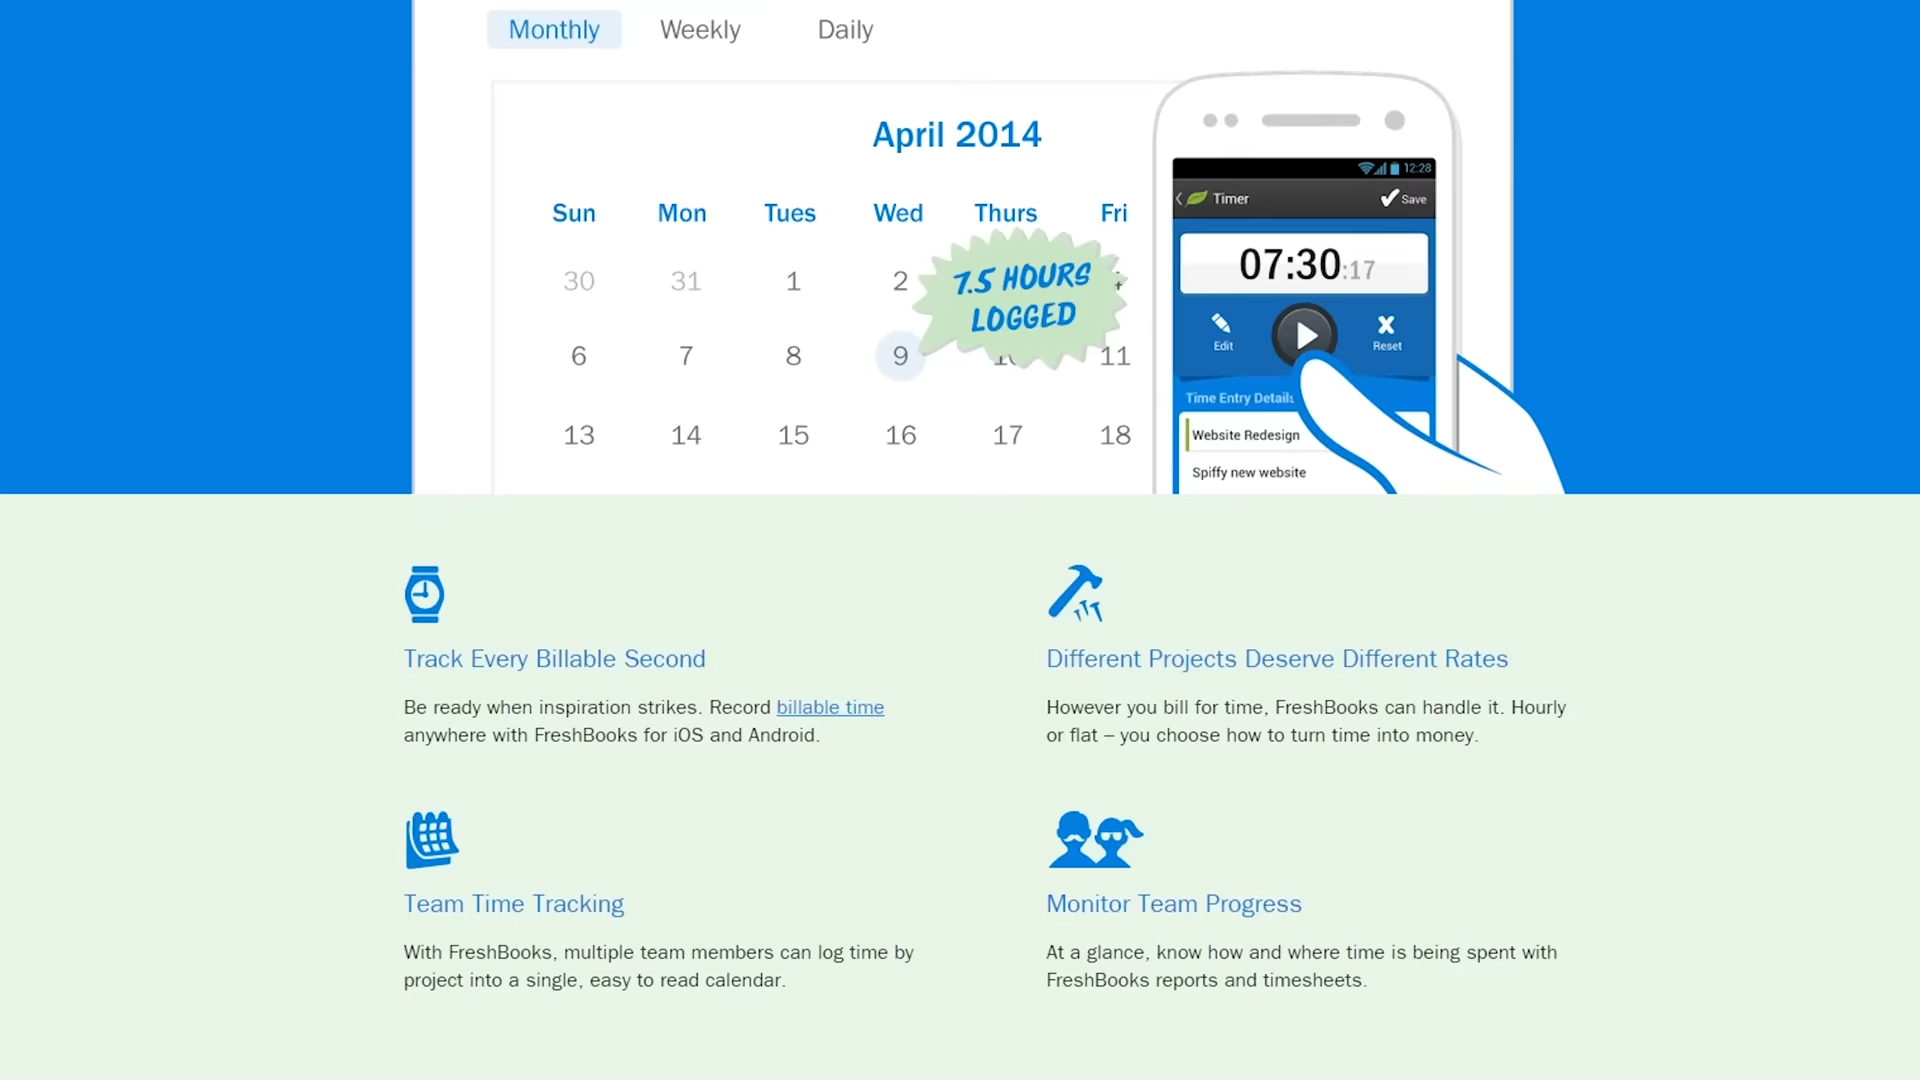 Monthly Weekly Daily
April 2014
Sun Mon Tues Wed Thurs Fri
30 31 1 2
7.5 HOURS
LOGGED
6 7 8 9 11
13 14 15 16 17 18
12:28
Timer Save
07:30:17
Edit Reset
Time Entry Details
Website Redesign
Spiffy new website
Track Every Billable Second
Be ready when inspiration strikes. Record billable time
anywhere with FreshBooks for iOS and Android.
Different Projects Deserve Different Rates
However you bill for time, FreshBooks can handle it. Hourly
or flat – you choose how to turn time into money.
Team Time Tracking
With FreshBooks, multiple team members can log time by
project into a single, easy to read calendar.
Monitor Team Progress
At a glance, know how and where time is being spent with
FreshBooks reports and timesheets.